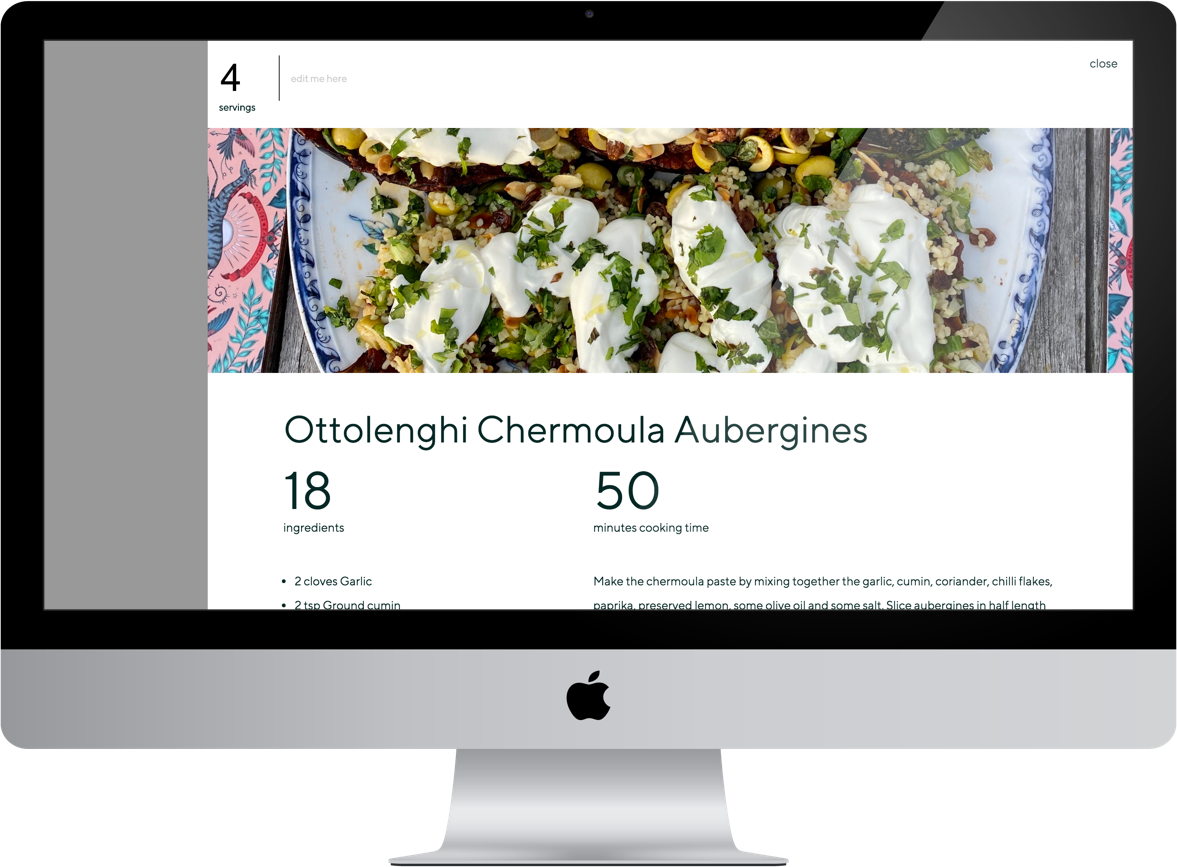 4
servings
edit me here
close
Ottolenghi Chermoula Aubergines
18
ingredients
50
minutes cooking time
• 2 cloves Garlic
• 2 tsp Ground cumin
Make the chermoula paste by mixing together the garlic, cumin, coriander, chilli flakes,
paprika, preserved lemon, some olive oil and some salt. Slice aubergines in half length